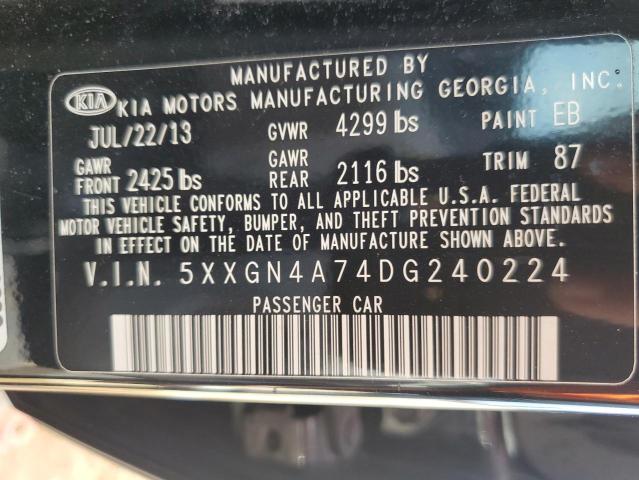 MANUFACTURED BY
KIA KIA MOTORS MANUFACTURING GEORGIA, INC.
JUL/22/13 GVWR 4299 lbs PAINT EB
GAWR FRONT 2425 lbs GAWR REAR 2116 lbs TRIM 87
THIS VEHICLE CONFORMS TO ALL APPLICABLE U.S.A. FEDERAL
MOTOR VEHICLE SAFETY, BUMPER, AND THEFT PREVENTION STANDARDS
IN EFFECT ON THE DATE OF MANUFACTURE SHOWN ABOVE.
V.I.N. 5XXGN4A74DG240224
PASSENGER CAR